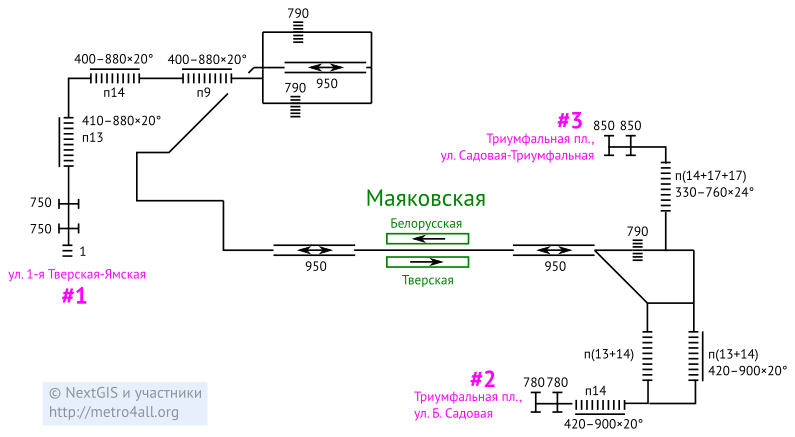 790
400–880×20°
400–880×20°
п14
п9
790
950
410–880×20°
п13
#3
850 850
Триумфальная пл.,
ул. Садовая-Триумфальная
п(14+17+17)
330–760×24°
750
750
1
ул. 1-я Тверская-Ямская
#1
Маяковская
Белорусская
790
950
950
Тверская
п(13+14)
п(13+14)
420–900×20°
#2
780 780
п14
Триумфальная пл.,
ул. Б. Садовая
420–900×20°
© NextGIS и участники
http://metro4all.org